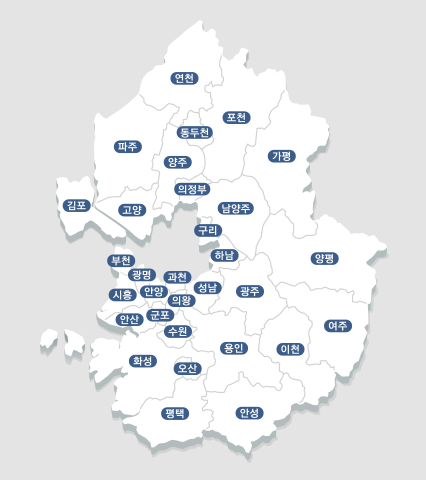 연천
포천
동두천
파주
가평
양주
의정부
김포
고양
남양주
구리
하남
양평
부천
광명
과천
성남
광주
시흥
안양
의왕
안산
군포
수원
여주
용인
이천
화성
오산
평택
안성